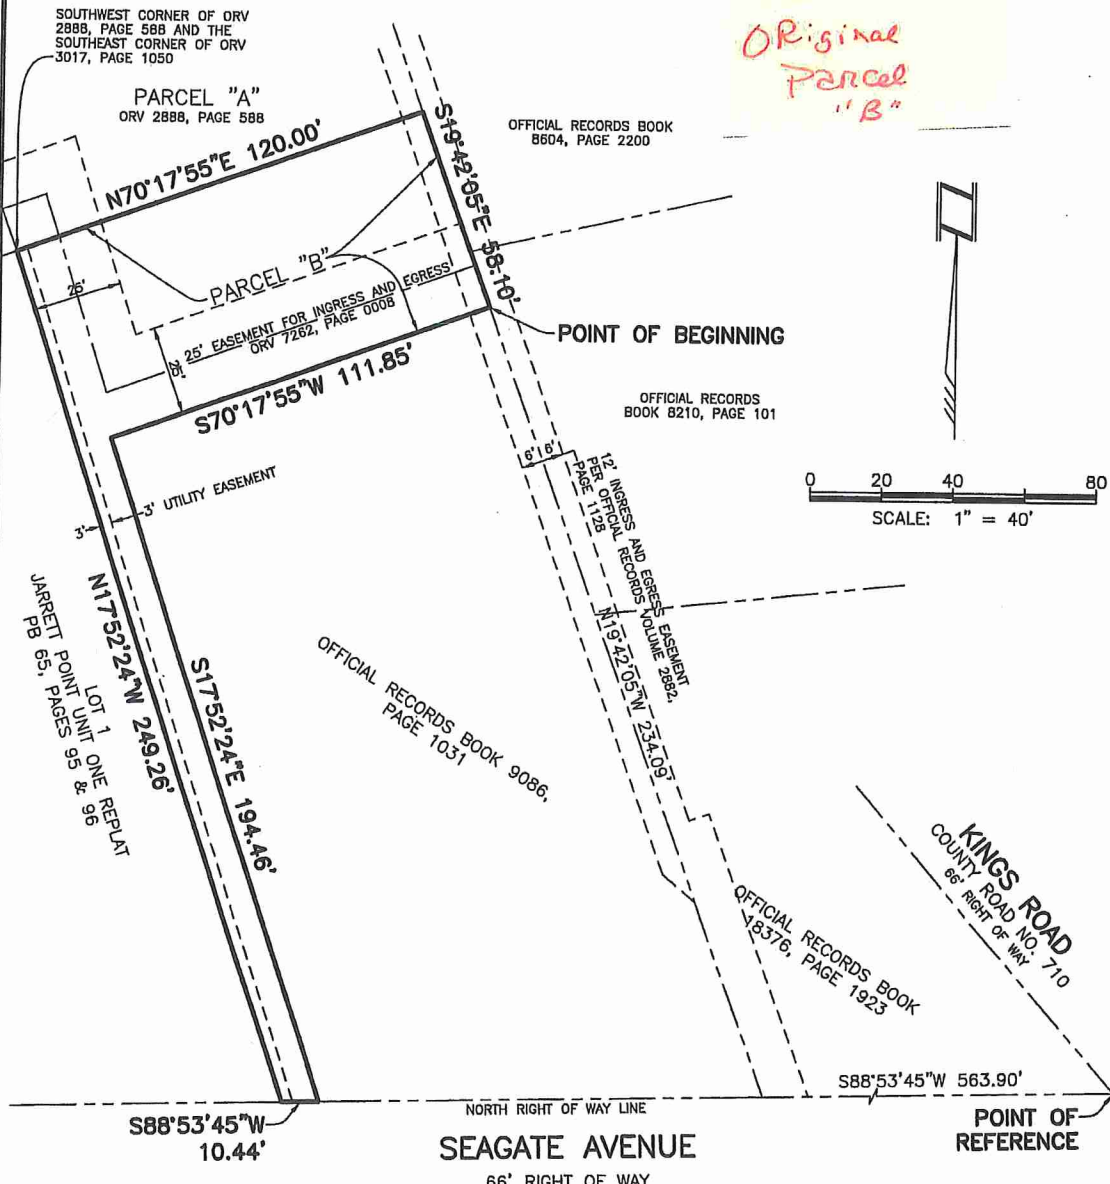 ORiginal
Parcel
"B"
SOUTHWEST CORNER OF ORV
2888, PAGE 588 AND THE
SOUTHEAST CORNER OF ORV
3017, PAGE 1050
PARCEL "A"
ORV 2888, PAGE 588
N70°17'55"E 120.00'
S19°42'05"E 58.10'
OFFICIAL RECORDS BOOK
8604, PAGE 2200
25'
PARCEL "B"
25' EASEMENT FOR INGRESS AND EGRESS
ORV 7262, PAGE 0008
25'
S70°17'55"W 111.85'
POINT OF BEGINNING
OFFICIAL RECORDS
BOOK 8210, PAGE 101
0 20 40 80
SCALE: 1" = 40'
6' 6'
12' INGRESS AND EGRESS EASEMENT
PER OFFICIAL RECORDS VOLUME 2682,
PAGE 1128
3' UTILITY EASEMENT
3'
N17°52'24"W 249.26'
LOT 1
JARRETT POINT UNIT ONE REPLAT
PB 65, PAGES 95 & 96
S17°52'24"E 194.46'
OFFICIAL RECORDS BOOK 9086,
PAGE 1031
N19°42'05"W 234.09'
OFFICIAL RECORDS BOOK
18376, PAGE 1923
KINGS ROAD
COUNTY ROAD NO. 710
66' RIGHT OF WAY
S88°53'45"W 563.90'
POINT OF
REFERENCE
S88°53'45"W
10.44'
NORTH RIGHT OF WAY LINE
SEAGATE AVENUE
66' RIGHT OF WAY